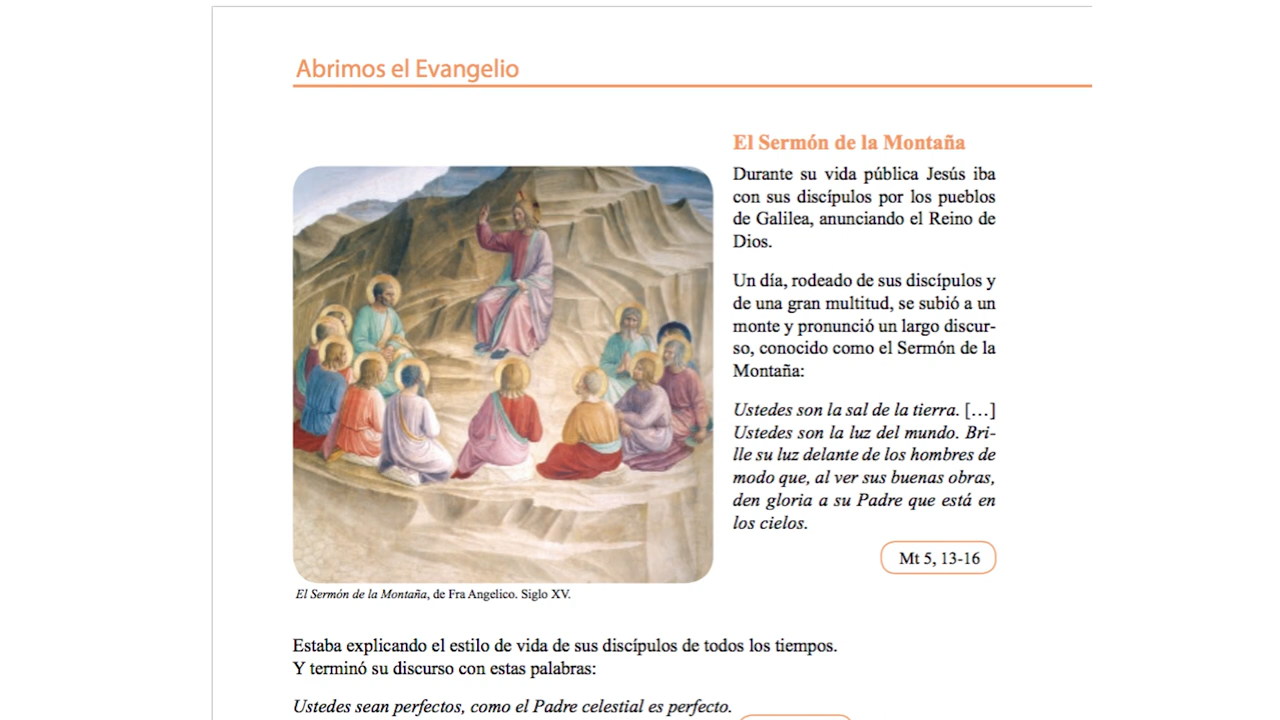 Abrimos el Evangelio
El Sermón de la Montaña
Durante su vida pública Jesús iba
con sus discípulos por los pueblos
de Galilea, anunciando el Reino de
Dios.
Un día, rodeado de sus discípulos y
de una gran multitud, se subió a un
monte y pronunció un largo discur-
so, conocido como el Sermón de la
Montaña:
Ustedes son la sal de la tierra. [...]
Ustedes son la luz del mundo. Bri-
lle su luz delante de los hombres de
modo que, al ver sus buenas obras,
den gloria a su Padre que está en
los cielos.
Mt 5, 13-16
El Sermón de la Montaña, de Fra Angelico. Siglo XV.
Estaba explicando el estilo de vida de sus discípulos de todos los tiempos.
Y terminó su discurso con estas palabras:
Ustedes sean perfectos, como el Padre celestial es perfecto.